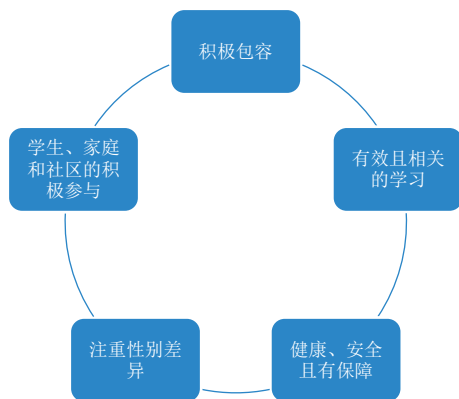 积极包容
有效且相关
的学习
健康、安全
且有保障
注重性别差
异
学生、家庭
和社区的积
极参与